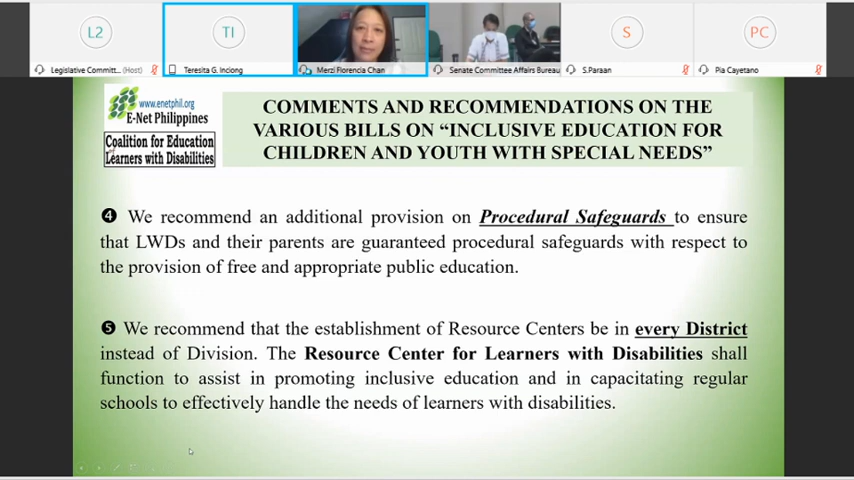 L2
TI
S
PC
Legislative Committ... (Host)
Teresita G. Inciong
Merzi Florencia Chan
Senate Committee Affairs Bureau
S.Paraan
Pia Cayetano
www.enetphil.org
E-Net Philippines
Coalition for Education
Learners with Disabilities
COMMENTS AND RECOMMENDATIONS ON THE
VARIOUS BILLS ON “INCLUSIVE EDUCATION FOR
CHILDREN AND YOUTH WITH SPECIAL NEEDS”
❹ We recommend an additional provision on Procedural Safeguards to ensure
that LWDs and their parents are guaranteed procedural safeguards with respect to
the provision of free and appropriate public education.
❺ We recommend that the establishment of Resource Centers be in every District
instead of Division. The Resource Center for Learners with Disabilities shall
function to assist in promoting inclusive education and in capacitating regular
schools to effectively handle the needs of learners with disabilities.